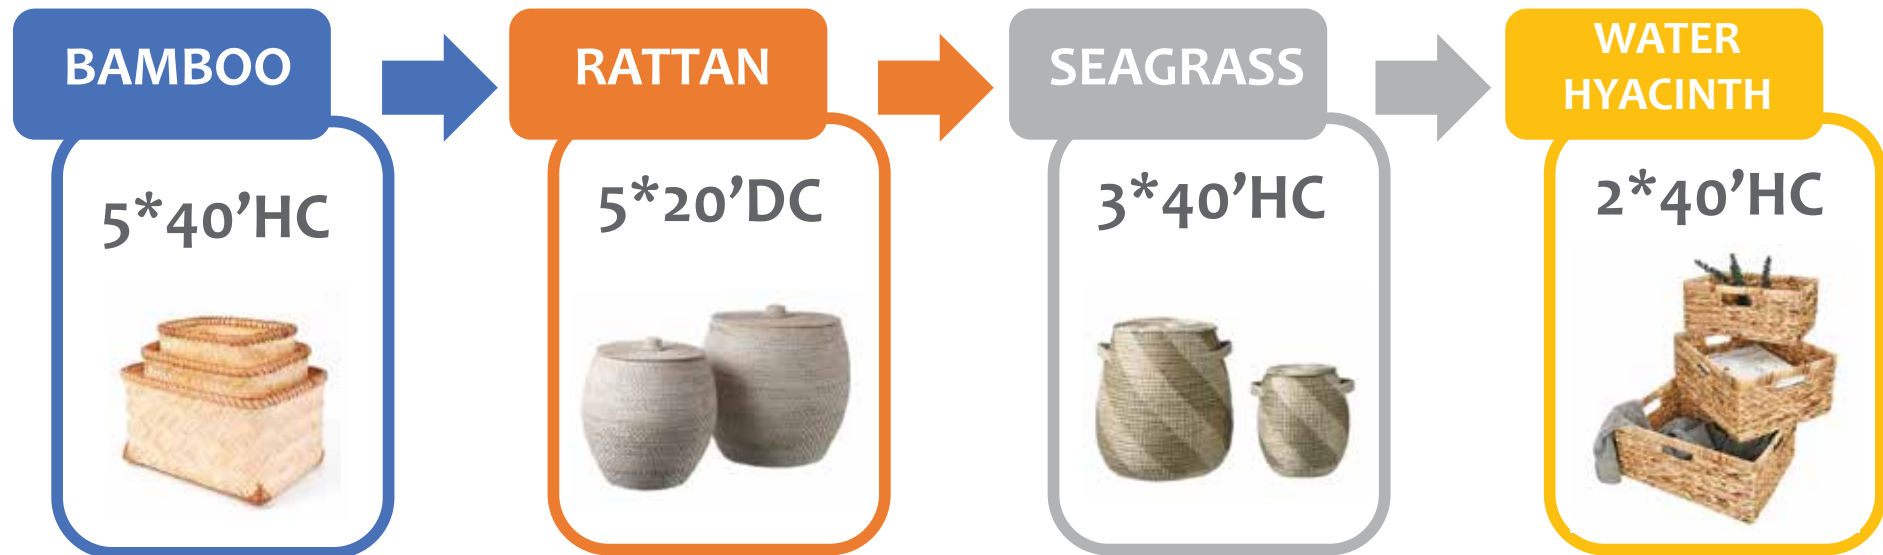 BAMBOO
5*40’HC
RATTAN
5*20’DC
SEAGRASS
3*40’HC
WATER
HYACINTH
2*40’HC